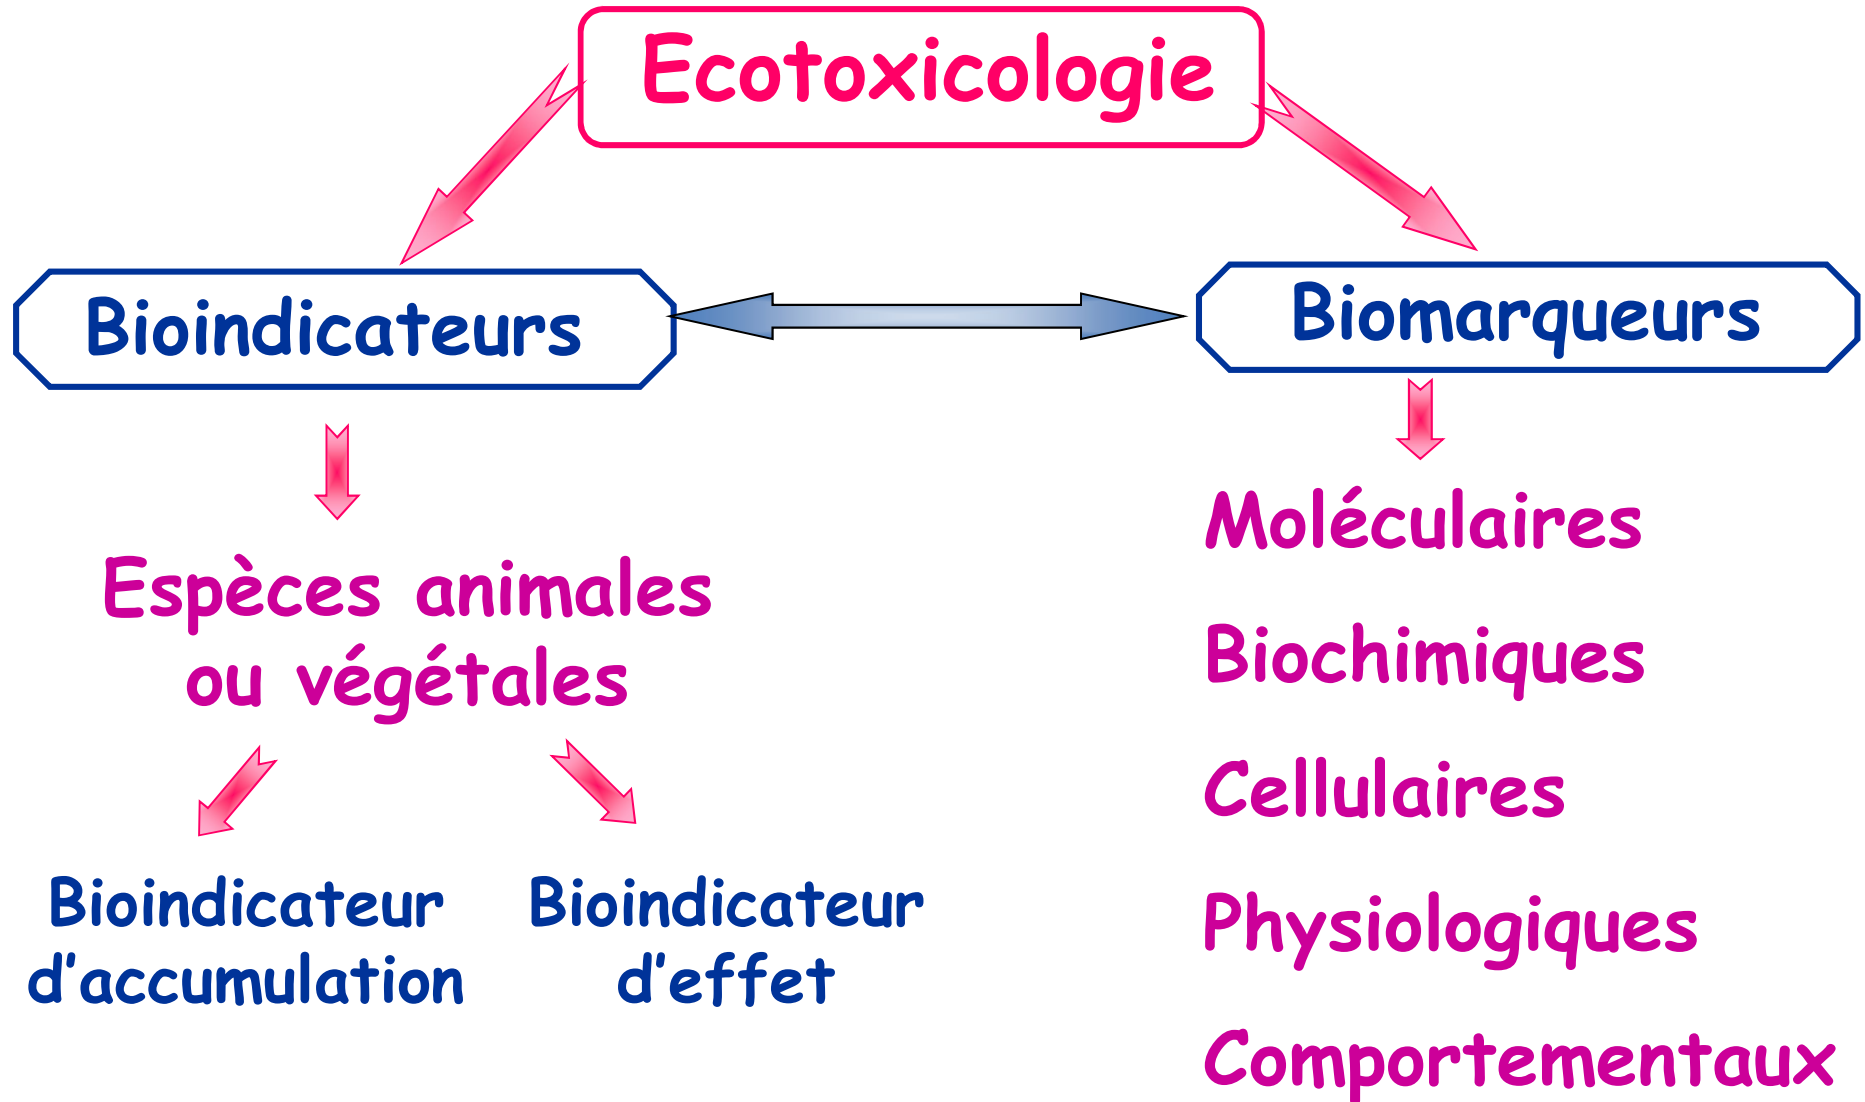 Ecotoxicologie
Bioindicateurs
Biomarqueurs
Espèces animales
ou végétales
Bioindicateur
d’accumulation
Bioindicateur
d’effet
Moléculaires
Biochimiques
Cellulaires
Physiologiques
Comportementaux